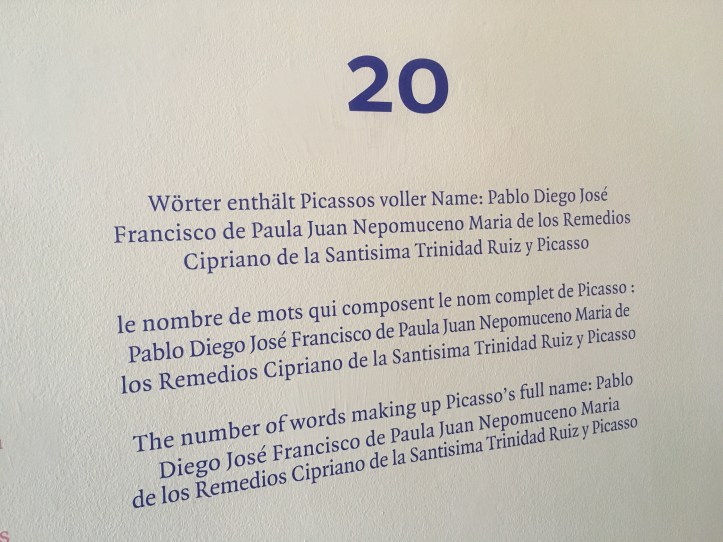 20
Wörter enthält Picassos voller Name: Pablo Diego José
Francisco de Paula Juan Nepomuceno Maria de los Remedios
Cipriano de la Santisima Trinidad Ruiz y Picasso
le nombre de mots qui composent le nom complet de Picasso :
Pablo Diego José Francisco de Paula Juan Nepomuceno Maria de
los Remedios Cipriano de la Santisima Trinidad Ruiz y Picasso
The number of words making up Picasso's full name: Pablo
Diego José Francisco de Paula Juan Nepomuceno Maria
de los Remedios Cipriano de la Santisima Trinidad Ruiz y Picasso